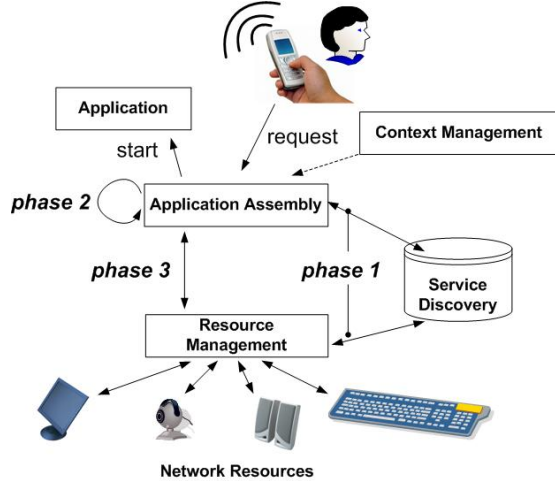 Application
request
Context Management
start
phase 2
Application Assembly
phase 3
phase 1
Service
Discovery
Resource
Management
Network Resources